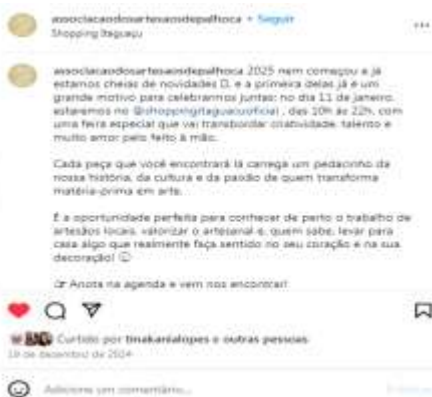 associacaodosartesaosdepalhoca • Seguir
Shopping Itaguaçu
associacaodosartesaosdepalhoca 2025 nem começou e já
estamos cheias de novidades, e a primeira delas já é um
grande motivo para celebrarmos juntas: no dia 11 de janeiro,
estaremos no @shoppingitaguacuoficial, das 10h às 22h, com
uma feira especial que vai transbordar criatividade, talento e
muito amor pelo feito à mão.
Cada peça que você encontrará lá carrega um pedacinho da
nossa história, da cultura e da paixão de quem transforma
matéria-prima em arte.
É a oportunidade perfeita para conhecer de perto o trabalho de
artesãos locais, valorizar o artesanal e, quem sabe, levar para
casa algo que realmente faça sentido no seu coração e na sua
decoração!
Anota na agenda e vem nos encontrar!
Curtido por tinakanialopes e outras pessoas
19 de dezembro de 2024
Adicione um comentário...